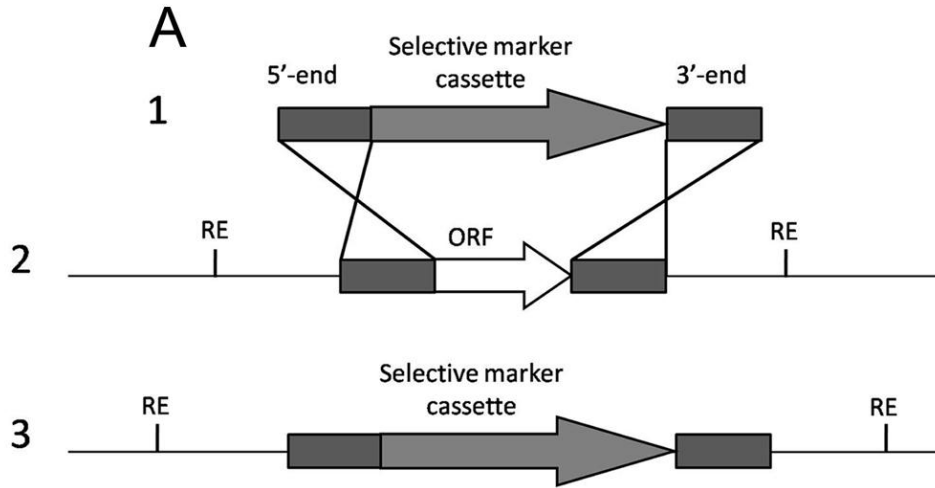 A
Selective marker
cassette
5’-end
3’-end
1
RE
ORF
RE
2
Selective marker
cassette
RE
RE
3